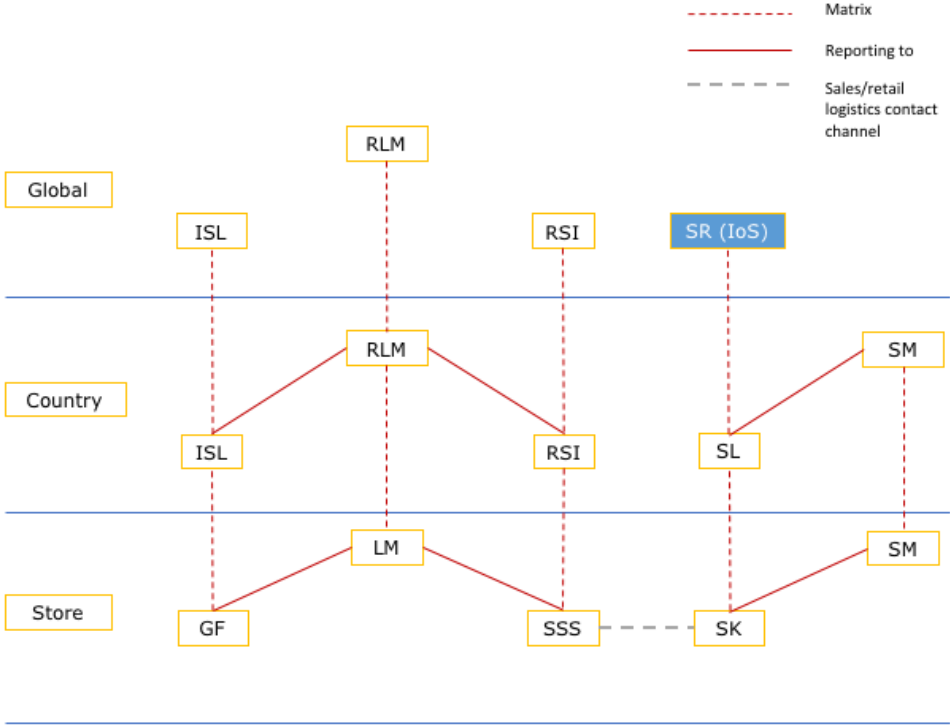 Matrix
Reporting to
Sales/retail
logistics contact
channel
RLM
Global
ISL
RSI
SR (IoS)
RLM
SM
Country
ISL
RSI
SL
LM
SM
Store
GF
SSS
SK